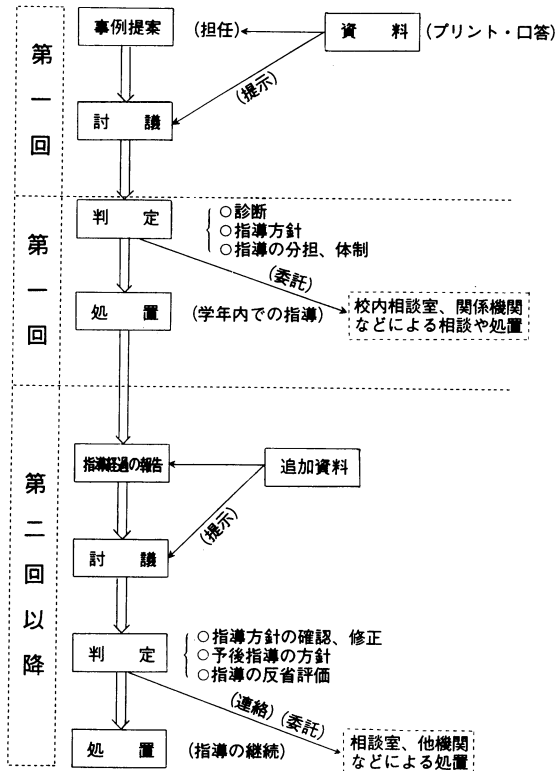 第一回
事例提案
(担任)
資料
(プリント・口答)
(提示)
討議
第一回
判定
○診断
○指導方針
○指導の分担、体制
(委託)
処置
(学年内での指導)
校内相談室、関係機関
などによる相談や処置
第二回以降
指導経過の報告
追加資料
(提示)
討議
判定
○指導方針の確認、修正
○予後指導の方針
○指導の反省評価
(連絡)(委託)
処置
(指導の継続)
相談室、他機関
などによる処置